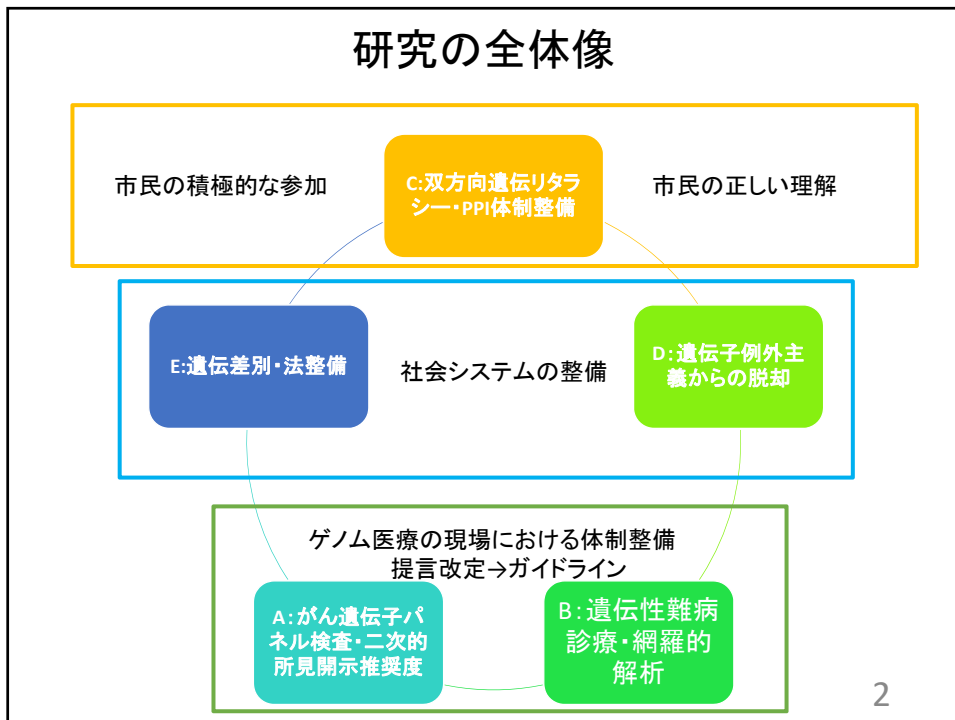 研究の全体像
市民の積極的な参加
C:双方向遺伝リタラ
シー・PPI体制整備
市民の正しい理解
E:遺伝差別・法整備
社会システムの整備
D：遺伝子例外主
義からの脱却
ゲノム医療の現場における体制整備
提言改定→ガイドライン
A：がん遺伝子パ
ネル検査・二次的
所見開示推奨度
B：遺伝性難病
診療・網羅的
解析
2